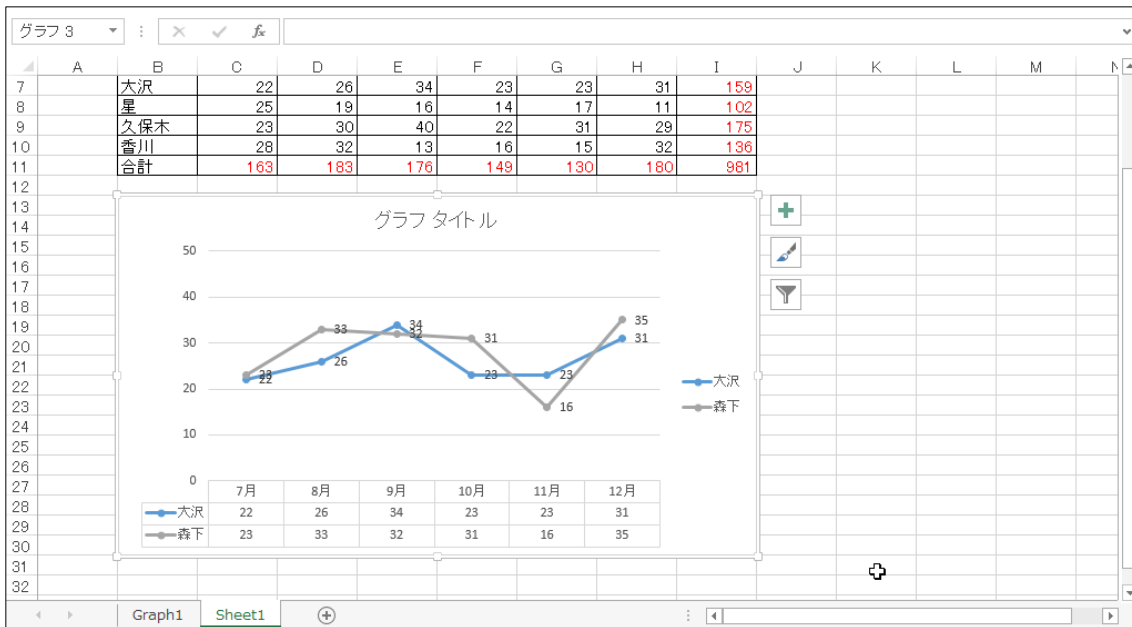 グラフ 3 fx
A B C D E F G H I J K L M N
7 大沢 22 26 34 23 23 31 159
8 星 25 19 16 14 17 11 102
9 久保木 23 30 40 22 31 29 175
10 香川 28 32 13 16 15 32 136
11 合計 163 183 176 149 130 180 981
12
13
グラフ タイトル
14
15
50
16
17
40
18
19
34 35
33 32
20
30 31 31
21
26
22
23 22 23 23
大沢
20
23
16
森下
24
25
10
26
27
0
7月 8月 9月 10月 11月 12月
28
大沢 22 26 34 23 23 31
29
森下 23 33 32 31 16 35
30
31
32
Graph1 Sheet1